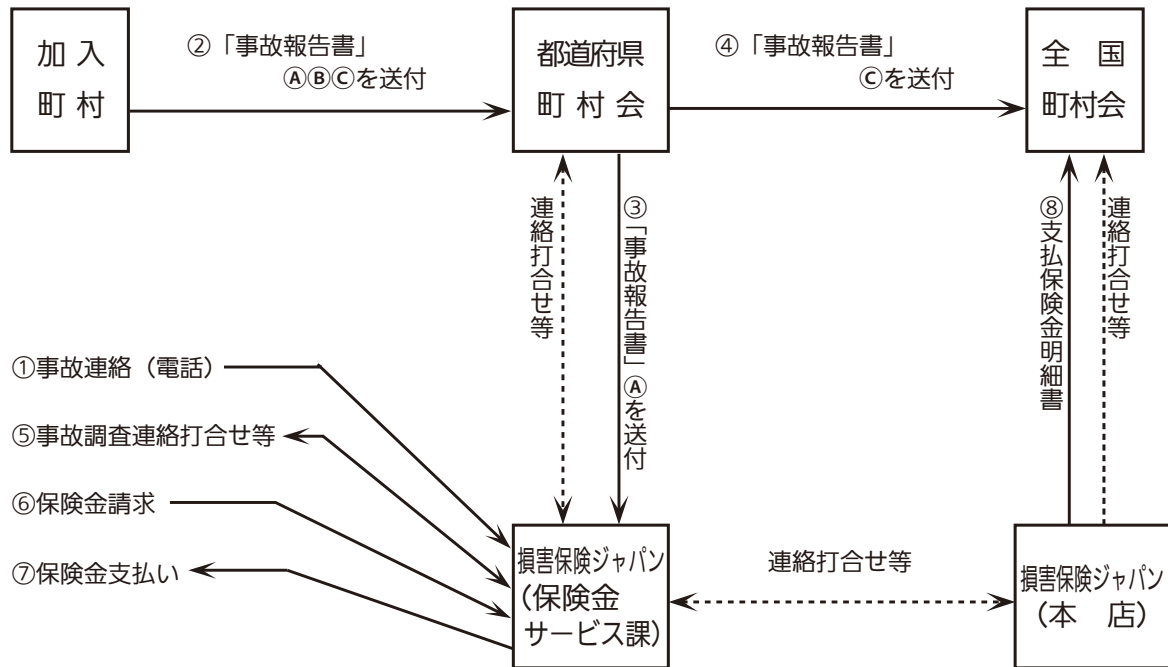 加 入
町 村
②「事故報告書」
ⒶⒷⒸを送付
都道府県
町 村 会
④「事故報告書」
Ⓒを送付
全 国
町村会
連絡打合せ等
③「事故報告書」Ⓐを送付
⑧支払保険金明細書
連絡打合せ等
①事故連絡（電話）
⑤事故調査連絡打合せ等
⑥保険金請求
⑦保険金支払い
損害保険ジャパン
（保険金
サービス課）
連絡打合せ等
損害保険ジャパン
（本 店）